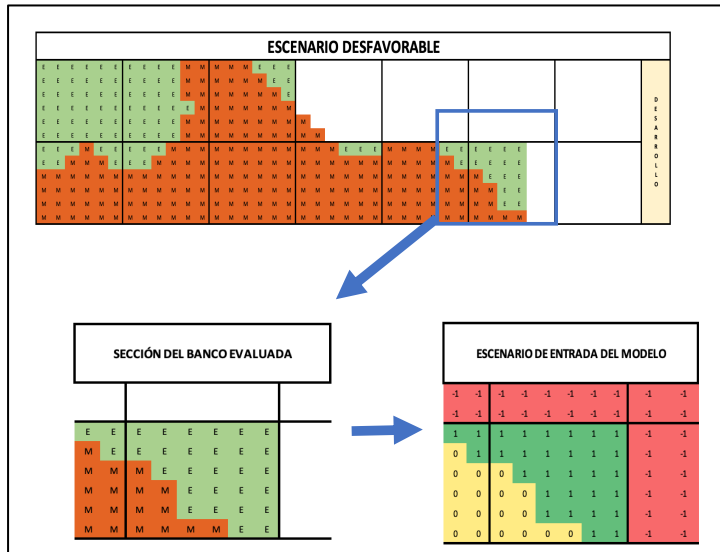 ESCENARIO DESFAVORABLE
E E E E E E E E E E M M M M M E E E
E E E E E E E E E E M M M M M M E E
E E E E E E E E E E M M M M M M M E
E E E E E E E E E E E M M M M M M M
E E E E E E E E E E M M M M M M M M M
E E E E E E E E E E M M M M M M M M M M
E E E M E E E E E M M M M M M M M M M M M E E E M M M M E E E E E E
E E M M M E E E M M M M M M M M M M M M M M M M M M M M M E E E E E
M M M M M M M M M M M M M M M M M M M M M M M M M M M M M M M E E E
M M M M M M M M M M M M M M M M M M M M M M M M M M M M M M M M E E
M M M M M M M M M M M M M M M M M M M M M M M M M M M M M M M M E E
M M M M M M M M M M M M M M M M M M M M M M M M M M M M M M M M M M
DESARROLLO
SECCIÓN DEL BANCO EVALUADA
E E E E E E E E
M E E E E E E E
M M M E E E E E
M M M M E E E E
M M M M E E E E
M M M M M M E E
ESCENARIO DE ENTRADA DEL MODELO
-1 -1 -1 -1 -1 -1 -1 -1 -1 -1
-1 -1 -1 -1 -1 -1 -1 -1 -1 -1
1 1 1 1 1 1 1 1 -1 -1
0 1 1 1 1 1 1 1 -1 -1
0 0 0 1 1 1 1 1 -1 -1
0 0 0 0 1 1 1 1 -1 -1
0 0 0 0 1 1 1 1 -1 -1
0 0 0 0 0 0 1 1 -1 -1